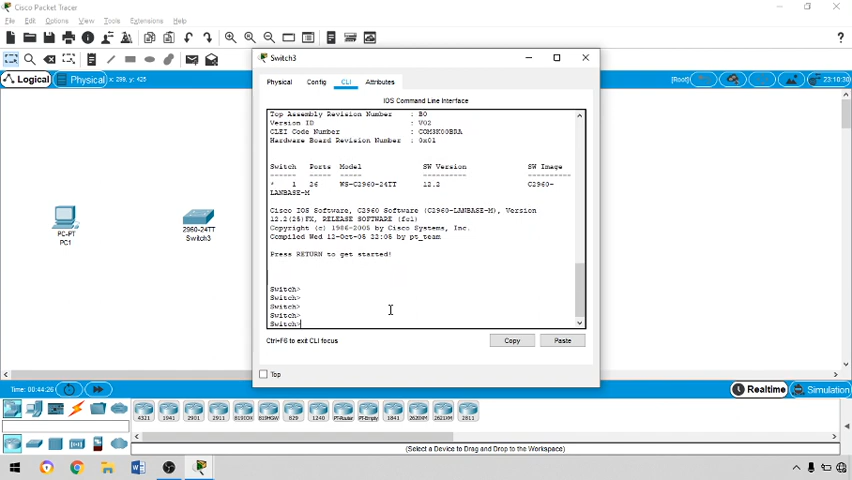 Cisco Packet Tracer
File Edit Options View Tools Extensions Help
Logical Physical x: 299, y: 425 [Root] 23:10:30
Switch3
Physical Config CLI Attributes
IOS Command Line Interface
Top Assembly Revision Number : B0
Version ID : V02
CLEI Code Number : COM3K00BRA
Hardware Board Revision Number : 0x01
Switch Ports Model SW Version SW Image
------ ----- ----- ---------- ----------
* 1 26 WS-C2960-24TT 12.2 C2960-
LANBASE-M
Cisco IOS Software, C2960 Software (C2960-LANBASE-M), Version
12.2(25)FX, RELEASE SOFTWARE (fc1)
Copyright (c) 1986-2005 by Cisco Systems, Inc.
Compiled Wed 12-Oct-05 22:05 by pt_team
Press RETURN to get started!
Switch>
Switch>
Switch>
Switch>
Switch>
Ctrl+F6 to exit CLI focus
Copy Paste
Top
PC-PT
PC1
2960-24TT
Switch3
Time: 00:44:26
Realtime Simulation
4321 1941 2901 2911 819IOX 819HGW 829 1240 PT-Router PT-Empty 1841 2620XM 2621XM 2811
(Select a Device to Drag and Drop to the Workspace)